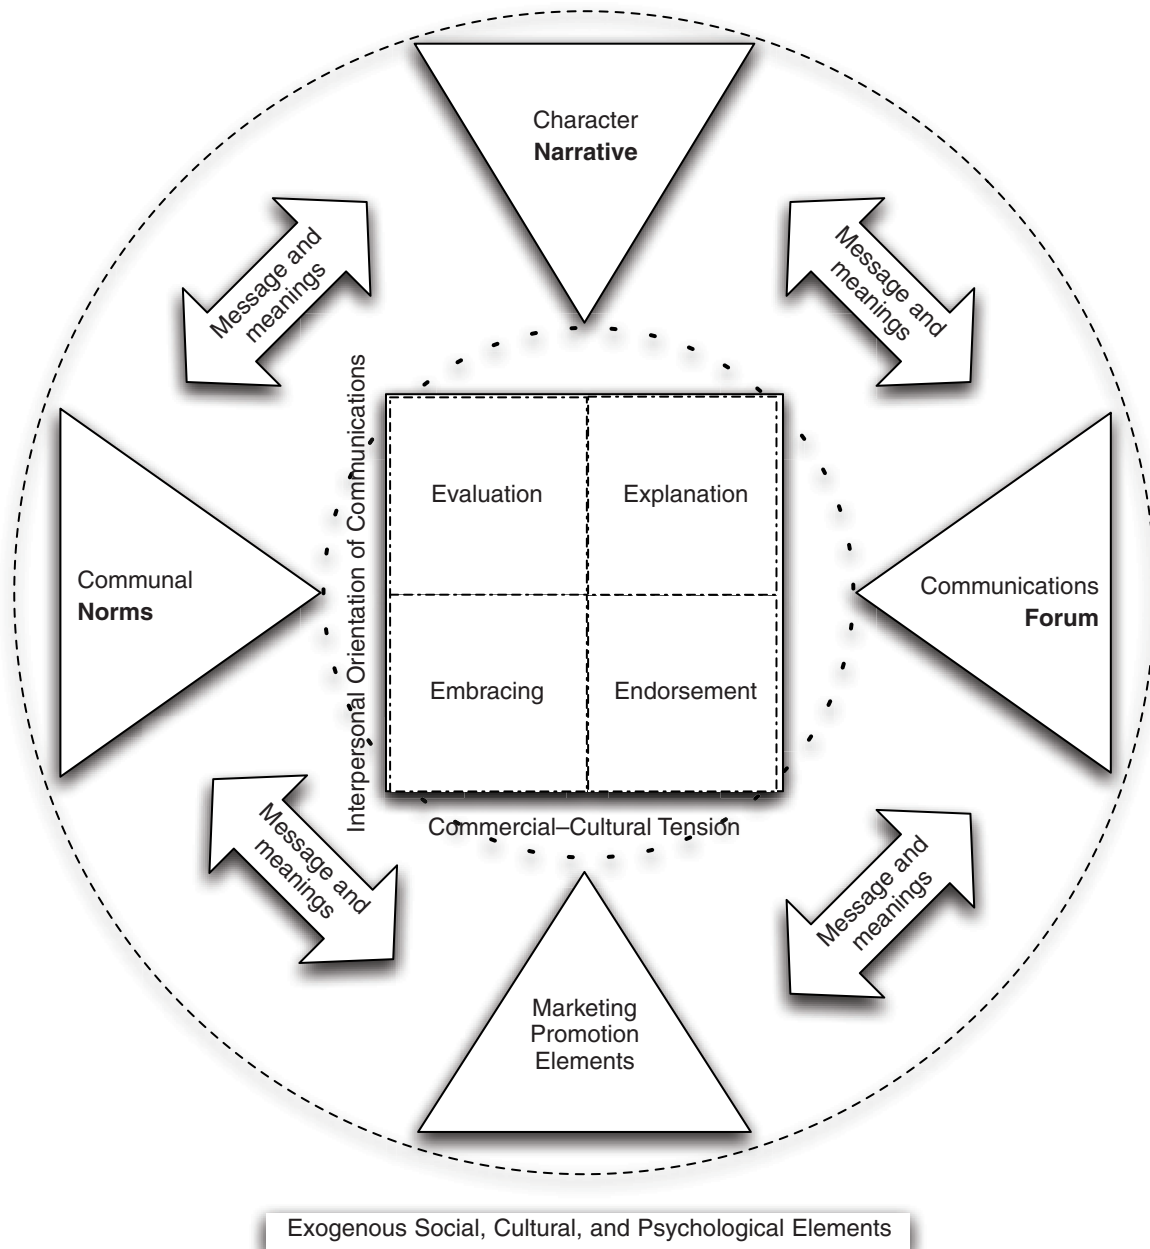 Character
Narrative
Message and
meanings
Message and
meanings
Interpersonal Orientation of Communications
Evaluation
Explanation
Communal
Norms
Communications
Forum
Embracing
Endorsement
Commercial–Cultural Tension
Message and
meanings
Message and
meanings
Marketing
Promotion
Elements
Exogenous Social, Cultural, and Psychological Elements